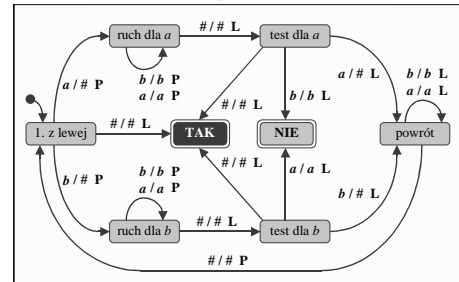 ruch dla a
# / # L
test dla a
b / b P
a / a P
a / # P
# / # L
b / b L
a / # L
b / b L
a / a L
1. z lewej
# / # L
TAK
NIE
powrót
b / # P
b / b P
a / a P
# / # L
a / a L
b / # L
ruch dla b
# / # L
test dla b
# / # P